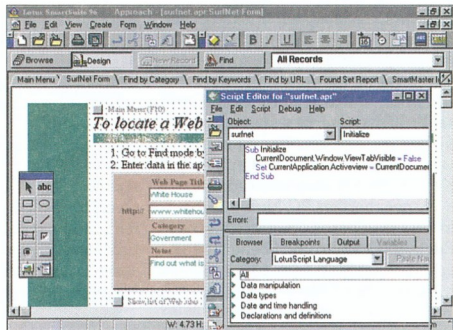 Lotus SmartSuite 96 Approach - [surfnet.apr:SurfNet Form]
File Edit View Create Form Window Help
Browse Design New Record Find All Records
Main Menu SurfNet Form Find by Category Find by Keywords Find by URL Found Set Report SmartMaster
Main Menu (F10)
To locate a Web
1. Go to Find mode by
2. Enter data in the ap
Web Page Title
White House
http:// www.whitehou
Category
Government
Notes
Find out what is
abc
W: 4.73 H:
Script Editor for "surfnet.apr"
File Edit Script Debug Help
Object: Script:
surfnet Initialize
Sub Initialize
CurrentDocument.Window.ViewTabVisible = False
Set CurrentApplication.Activeview = CurrentDocume
End Sub
Errors:
Browser Breakpoints Output Variables
Category: LotusScript Language Paste Name
All
Data manipulation
Data types
Date and time handling
Declarations and definitions